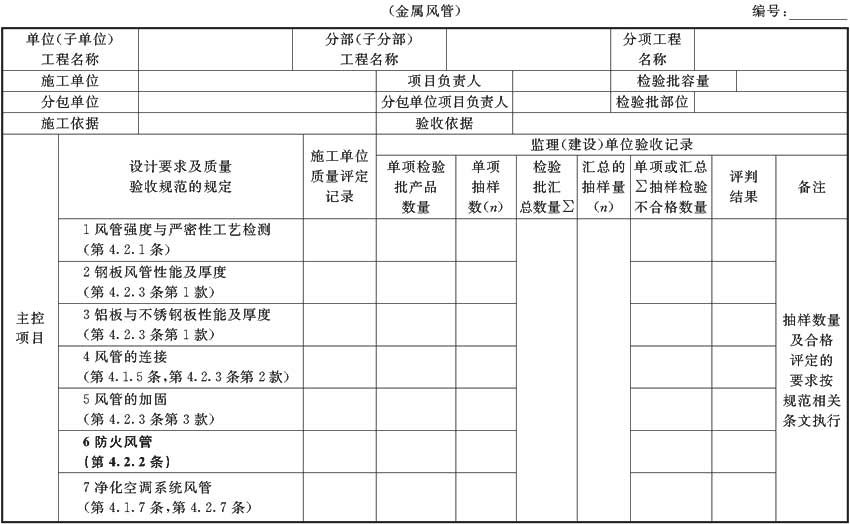 (金属风管)
编号:________
单位(子单位)
工程名称
分部(子分部)
工程名称
分项工程
名称
施工单位
项目负责人
检验批容量
分包单位
分包单位项目负责人
检验批部位
施工依据
验收依据
设计要求及质量
验收规范的规定
施工单位
质量评定
记录
监理(建设)单位验收记录
单项检验
批产品
数量
单项
抽样
数(n)
检验
批汇
总数量Σ
汇总的
抽样量
(n)
单项或汇总
Σ抽样检验
不合格数量
评判
结果
备注
主控
项目
1 风管强度与严密性工艺检测
(第 4.2.1 条)
2 钢板风管性能及厚度
(第 4.2.3 条第 1 款)
3 铝板与不锈钢板性能及厚度
(第 4.2.3 条第 1 款)
4 风管的连接
(第 4.1.5 条,第 4.2.3 条第 2 款)
5 风管的加固
(第 4.2.3 条第 3 款)
6 防火风管
(第 4.2.2 条)
7 净化空调系统风管
(第 4.1.7 条,第 4.2.7 条)
抽样数量
及合格
评定的
要求按
规范相关
条文执行